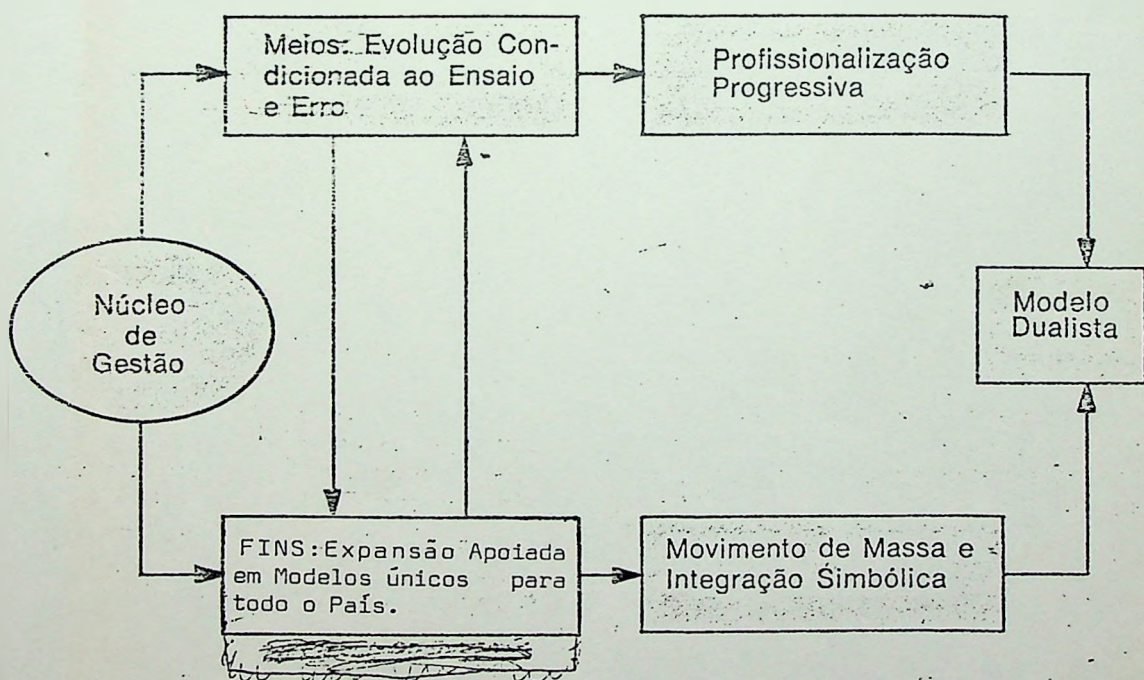 Meios: Evolução Con-
dicionada ao Ensaio
e Erro
Profissionalização
Progressiva
Núcleo
de
Gestão
Modelo
Dualista
FINS:Expansão Apoiada
em Modelos únicos para
todo o País.
Movimento de Massa e
Integração Simbólica